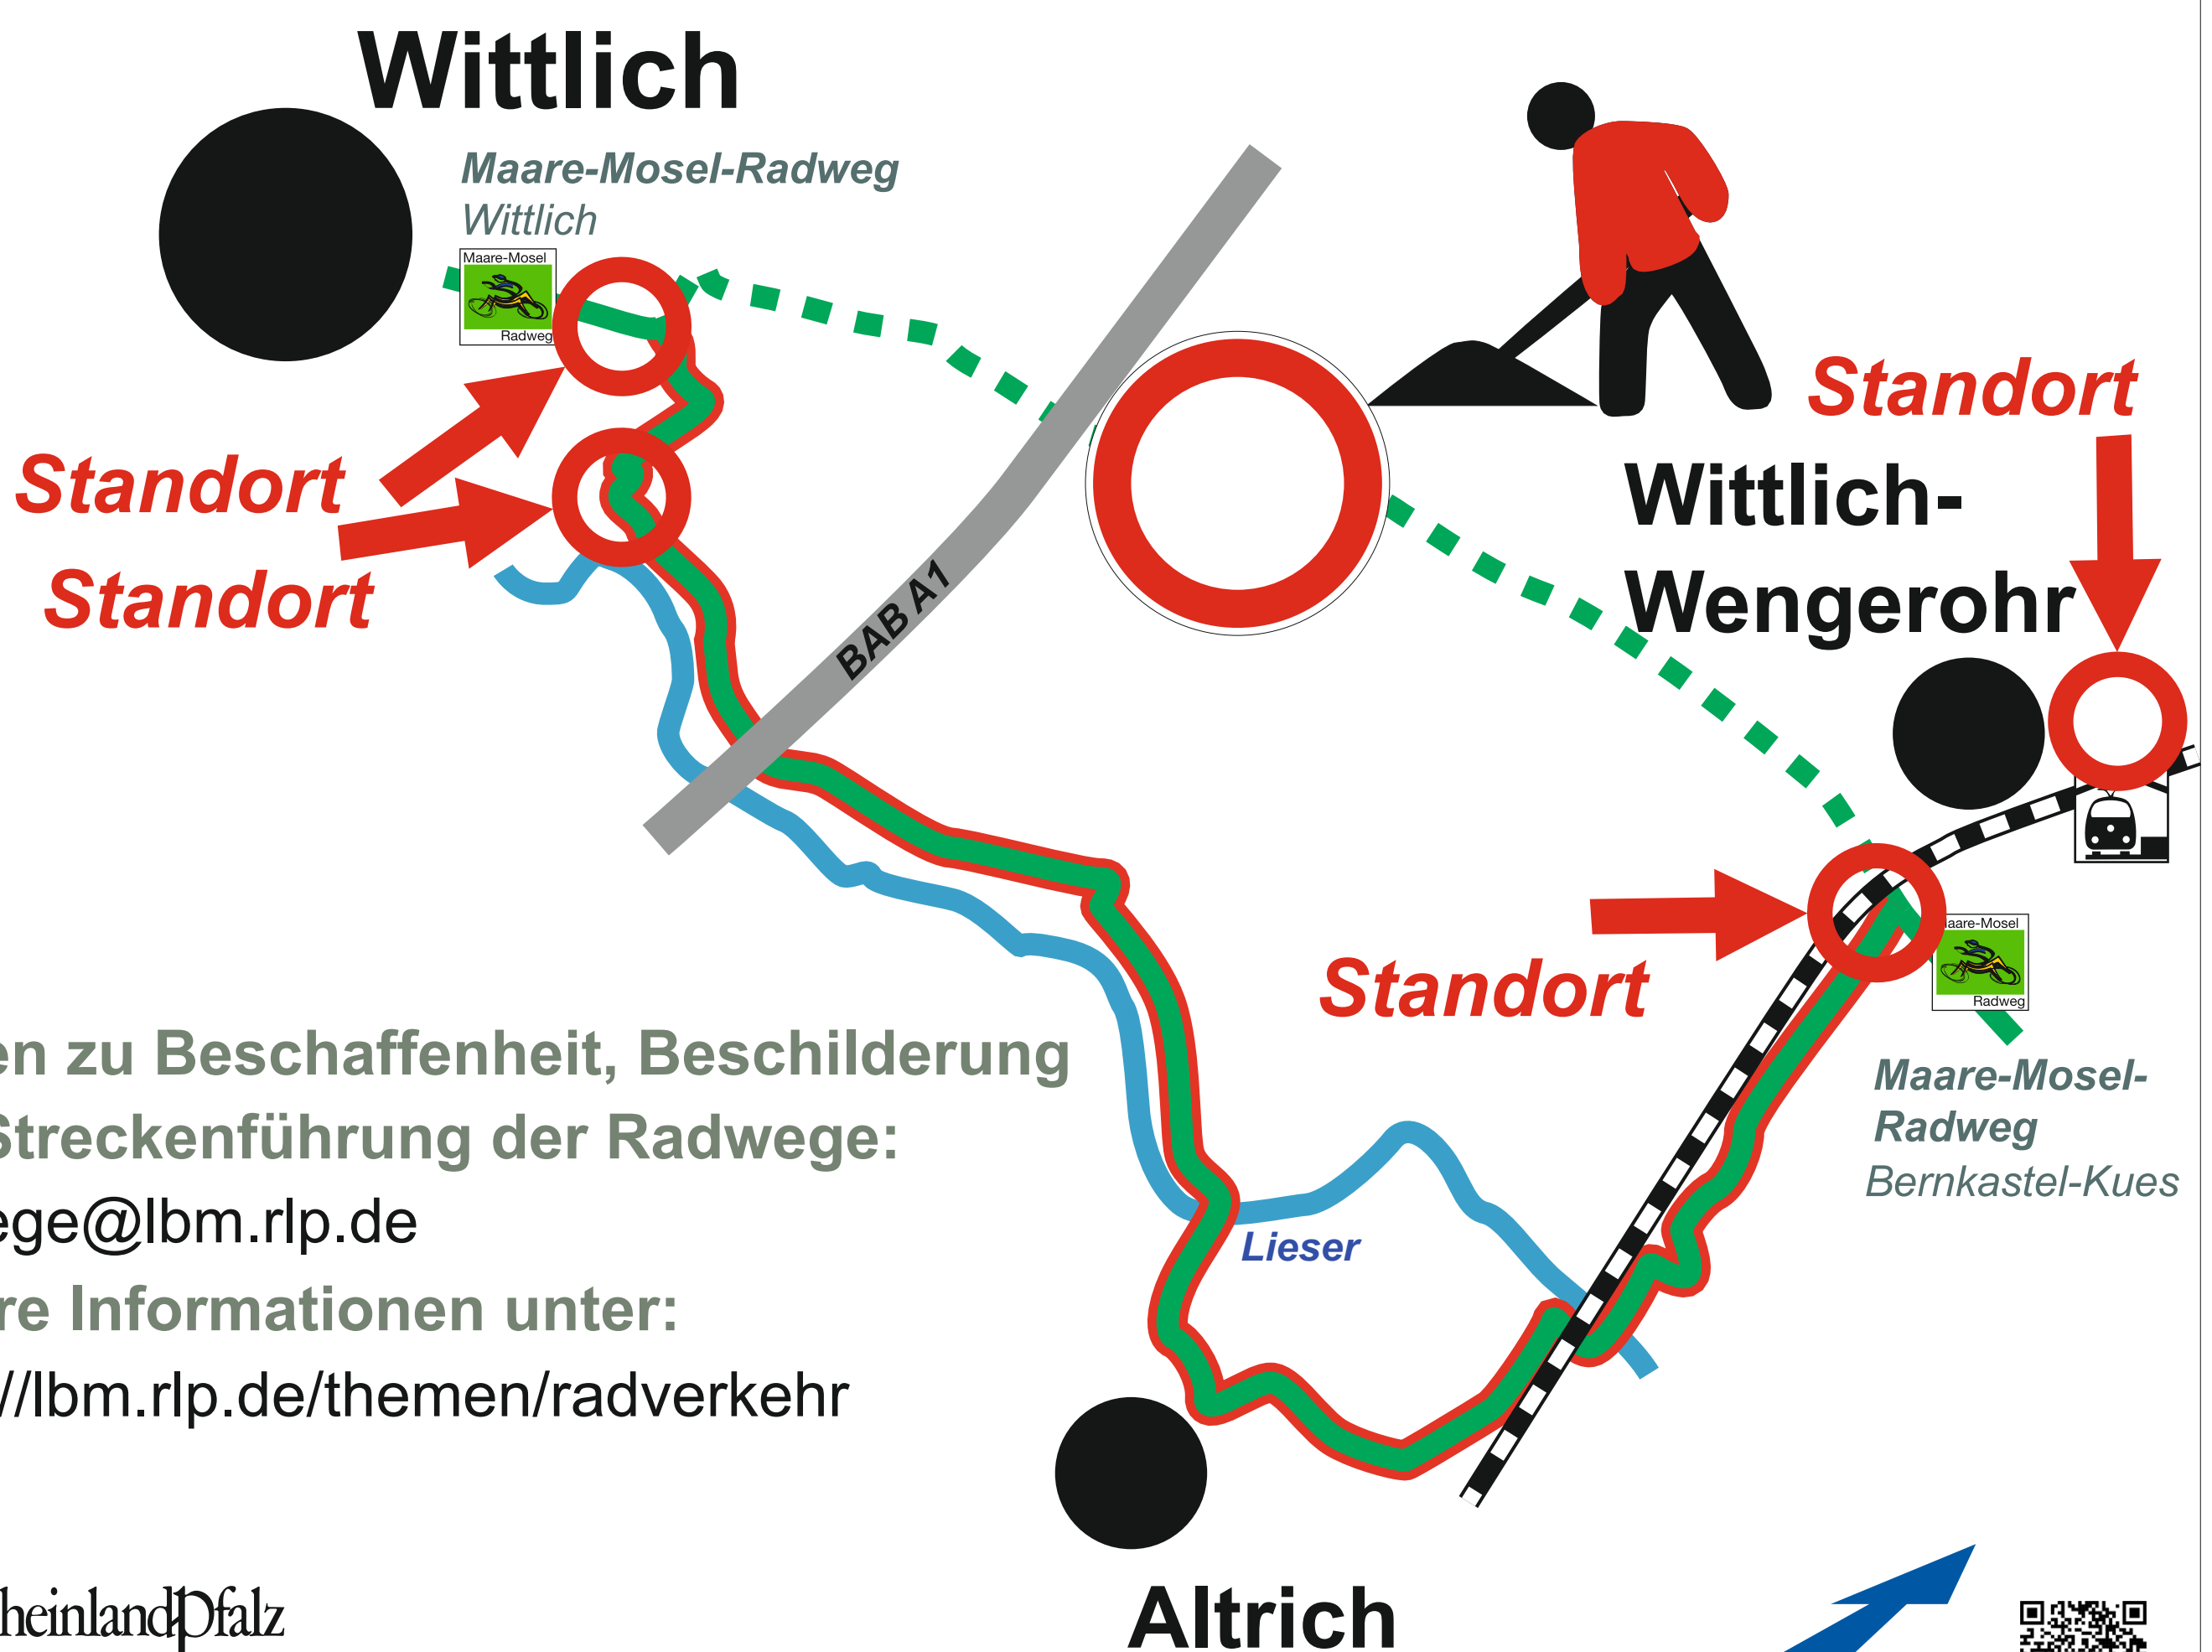 Wittlich
Maare-Mosel-Radweg
Wittlich
Maare-Mosel
Radweg
Standort
Standort
BAB A1
Standort
Wittlich-
Wengerohr
Standort
aare-Mosel
Radweg
Maare-Mosel-
Radweg
Bernkastel-Kues
en zu Beschaffenheit, Beschilderung
Streckenführung der Radwege:
ege@lbm.rlp.de
re Informationen unter:
//lbm.rlp.de/themen/radverkehr
Lieser
Altrich
heinlandpfalz